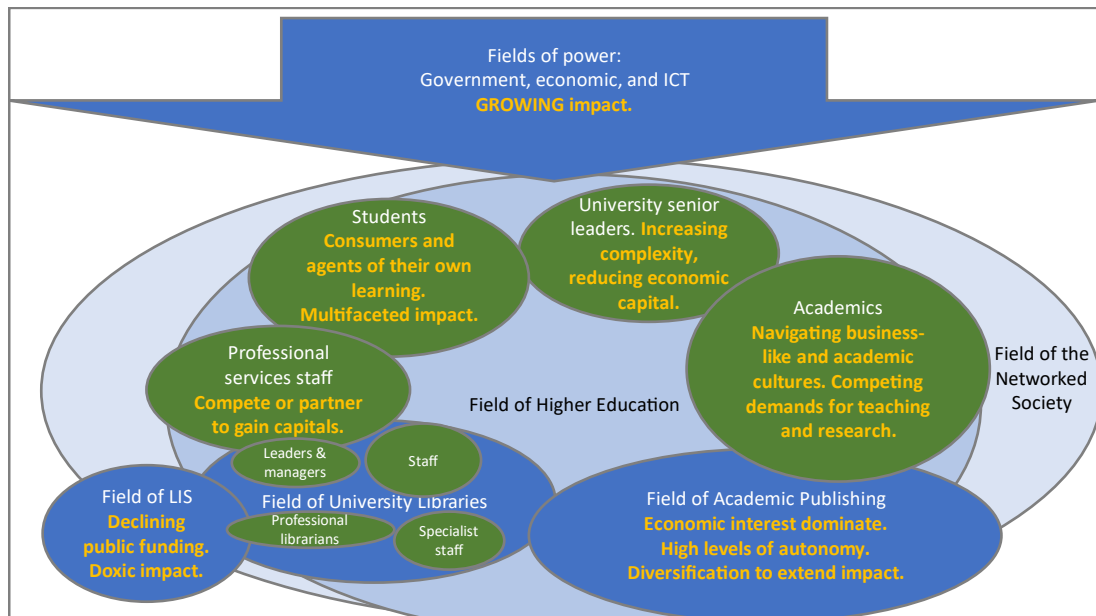 Fields of power:
Government, economic, and ICT
GROWING impact.
Students
Consumers and
agents of their own
learning.
Multifaceted impact.
University senior
leaders. Increasing
complexity,
reducing economic
capital.
Academics
Navigating business-
like and academic
cultures. Competing
demands for teaching
and research.
Field of the
Networked
Society
Professional
services staff
Compete or partner
to gain capitals.
Field of Higher Education
Leaders &
managers
Staff
Field of University Libraries
Professional
librarians
Specialist
staff
Field of LIS
Declining
public funding.
Doxic impact.
Field of Academic Publishing
Economic interest dominate.
High levels of autonomy.
Diversification to extend impact.